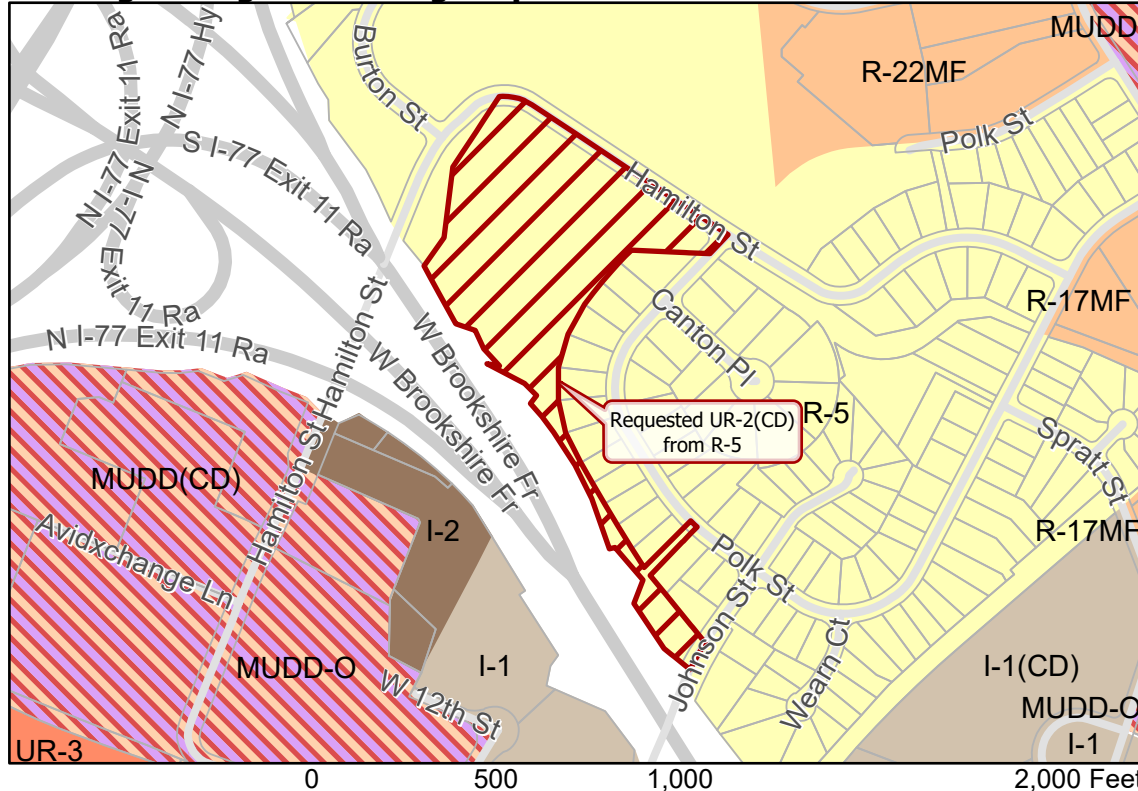 N I-77 Exit 11 Ra
N I-77 Hy
Burton St
MUDD
R-22MF
Polk St
S I-77 Exit 11 Ra
N I-77 Ex
Exit 11 Ra
Hamilton St
R-17MF
Canton Pl
N I-77 Exit 11 Ra
Hamilton St
W Brookshire Fr
W Brookshire Fr
Requested UR-2(CD)
from R-5
R-5
Spratt St
MUDD(CD)
Hamilton St
I-2
R-17MF
Avidxchange Ln
Polk St
Johnson St
Wearn Ct
I-1
I-1(CD)
MUDD-O
W 12th St
MUDD-O
I-1
UR-3
0 500 1,000 2,000 Feet